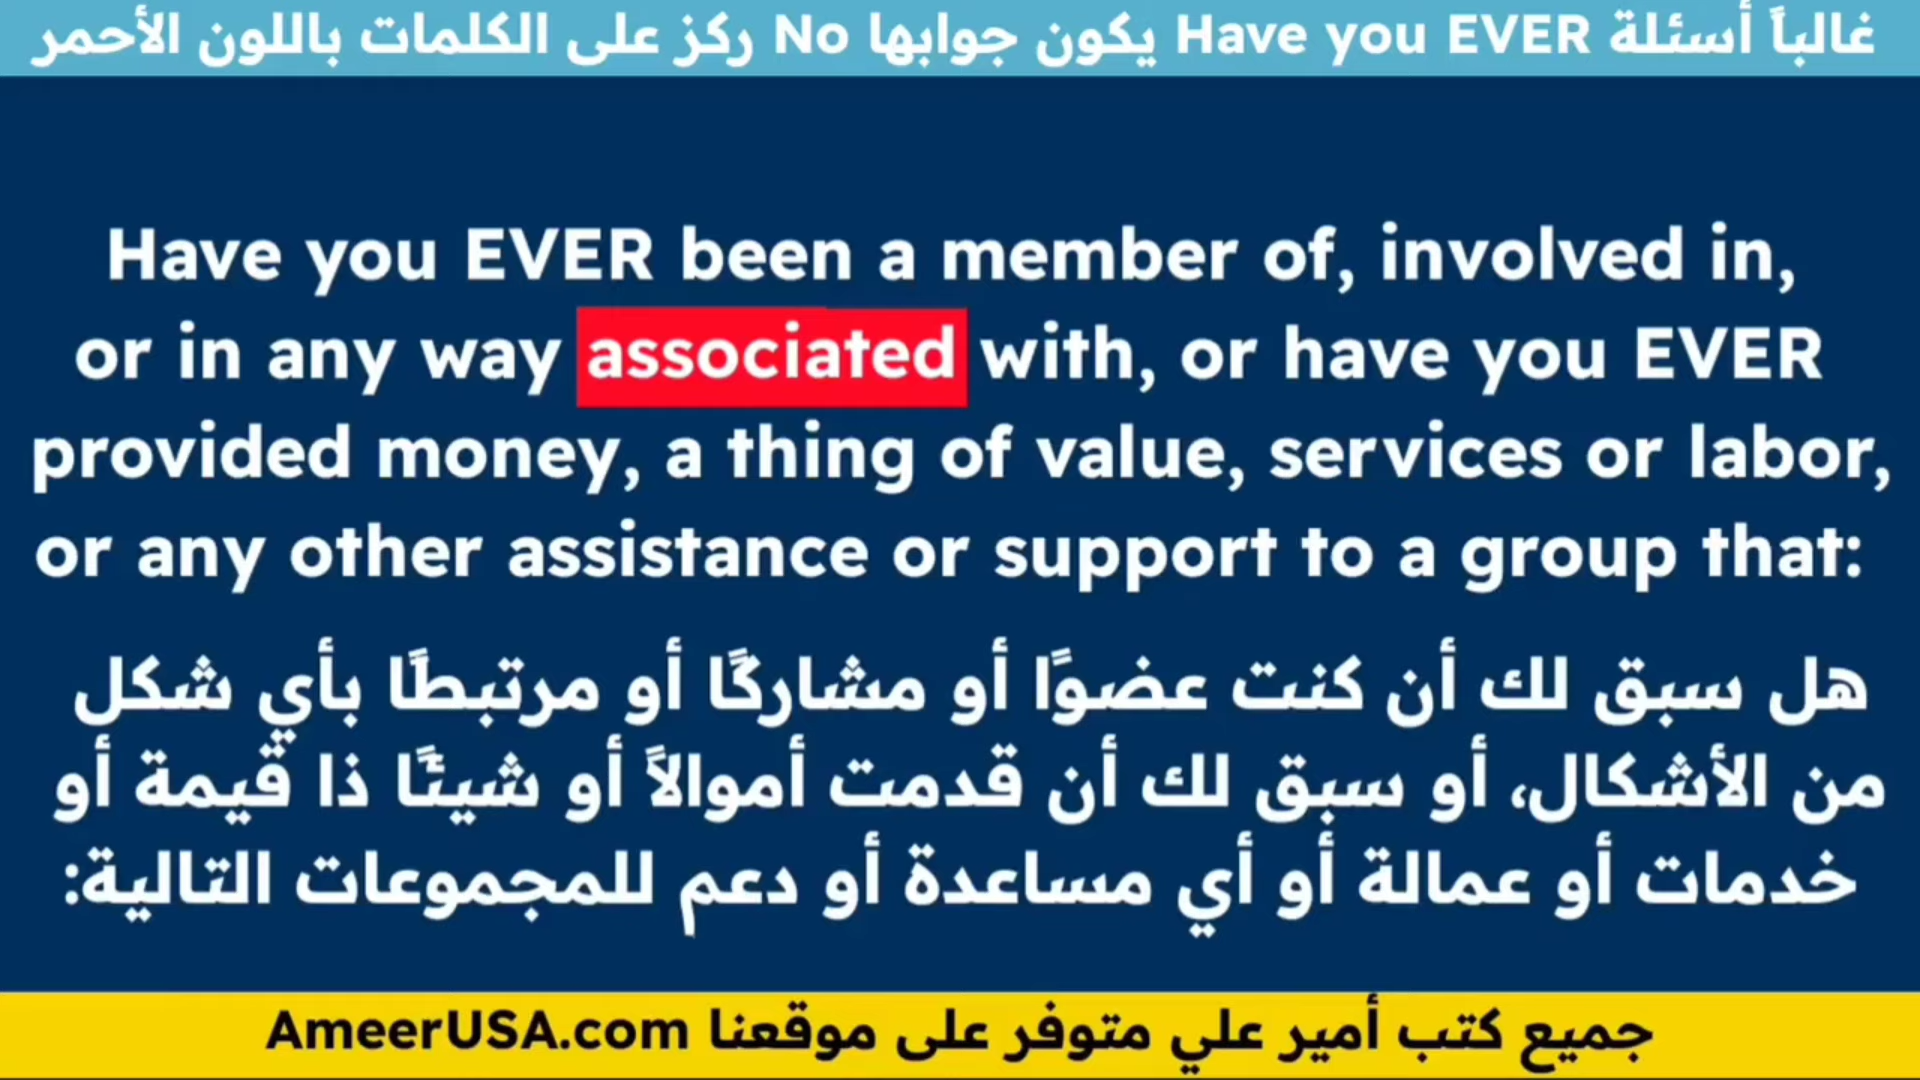 غالباً أسئلة Have you EVER يكون جوابها No ركز على الكلمات باللون الأحمر
Have you EVER been a member of, involved in,
or in any way associated with, or have you EVER
provided money, a thing of value, services or labor,
or any other assistance or support to a group that:
هل سبق لك أن كنت عضوًا أو مشاركًا أو مرتبطًا بأي شكل
من الأشكال، أو سبق لك أن قدمت أموالاً أو شيئًا ذا قيمة أو
خدمات أو عمالة أو أي مساعدة أو دعم للمجموعات التالية:
جميع كتب أمير علي متوفر على موقعنا AmeerUSA.com